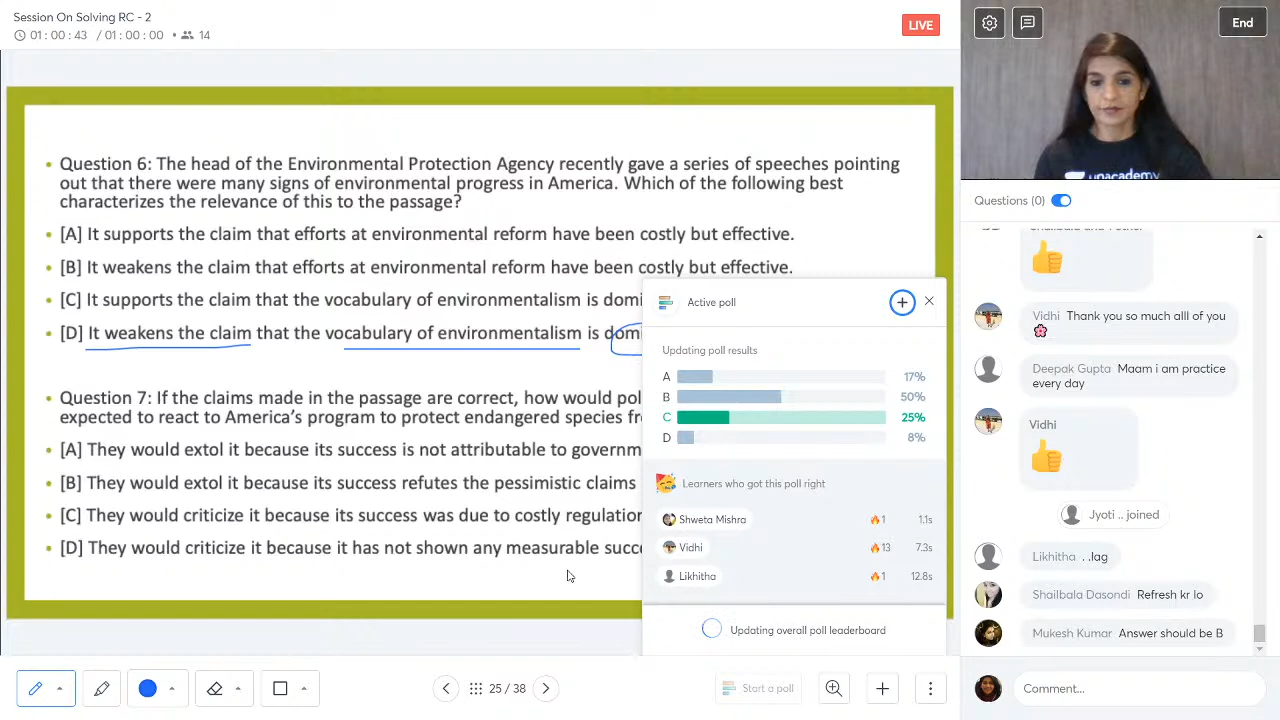 Session On Solving RC - 2
01 : 00 : 43 / 01 : 00 : 00 • 14
LIVE
End
Question 6: The head of the Environmental Protection Agency recently gave a series of speeches pointing
out that there were many signs of environmental progress in America. Which of the following best
characterizes the relevance of this to the passage?
[A] It supports the claim that efforts at environmental reform have been costly but effective.
[B] It weakens the claim that efforts at environmental reform have been costly but effective.
[C] It supports the claim that the vocabulary of environmentalism is
[D] It weakens the claim that the vocabulary of environmentalism is
Question 7: If the claims made in the passage are correct, how would
expected to react to America's program to protect endangered species
[A] They would extol it because its success is not attributable to
[B] They would extol it because its success refutes the pessimistic claims
[C] They would criticize it because its success was due to costly
[D] They would criticize it because it has not shown any measurable
Active poll
Updating poll results
A 17%
B 50%
C 25%
D 8%
Learners who got this poll right
Shweta Mishra 1 1.1s
Vidhi 13 7.3s
Likhitha 1 12.8s
Updating overall poll leaderboard
25 / 38
Start a poll
unacademy
Questions (0)
Vidhi Thank you so much alll of you
Deepak Gupta Maam i am practice
every day
Vidhi
Jyoti .. joined
Likhitha . .lag
Shailbala Dasondi Refresh kr lo
Mukesh Kumar Answer should be B
Comment...